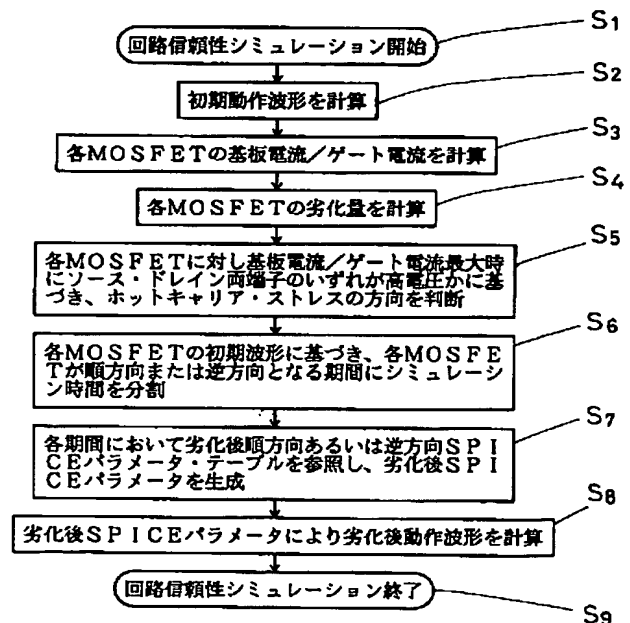 S1
回路信頼性シミュレーション開始
S2
初期動作波形を計算
S3
各MOSFETの基板電流/ゲート電流を計算
S4
各MOSFETの劣化量を計算
S5
各MOSFETに対し基板電流/ゲート電流最大時
にソース・ドレイン両端子のいずれが高電圧かに基
づき、ホットキャリア・ストレスの方向を判断
S6
各MOSFETの初期波形に基づき、各MOSFE
Tが順方向または逆方向となる期間にシミュレーシ
ン時間を分割
S7
各期間において劣化後順方向あるいは逆方向SPI
CEパラメータ・テーブルを参照し、劣化後SPI
CEパラメータを生成
S8
劣化後SPICEパラメータにより劣化後動作波形を計算
回路信頼性シミュレーション終了
S9